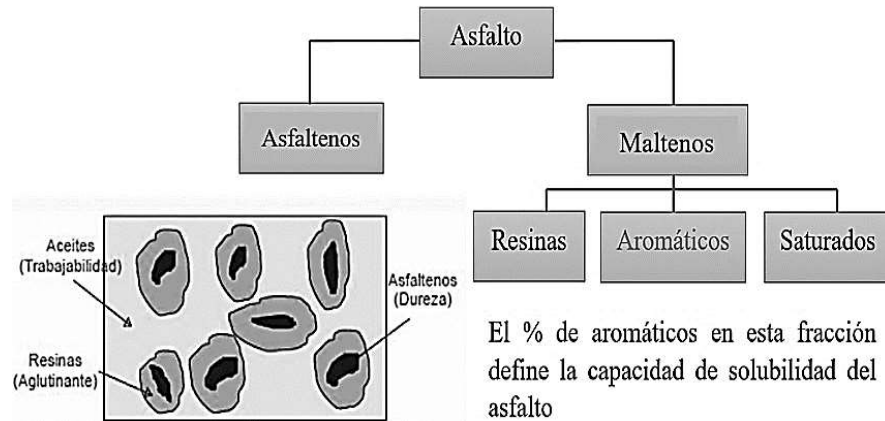 Asfalto
Asfaltenos
Maltenos
Resinas
Aromáticos
Saturados
Aceites
(Trabajabilidad)
Asfaltenos
(Dureza)
Resinas
(Aglutinante)
El % de aromáticos en esta fracción
define la capacidad de solubilidad del
asfalto